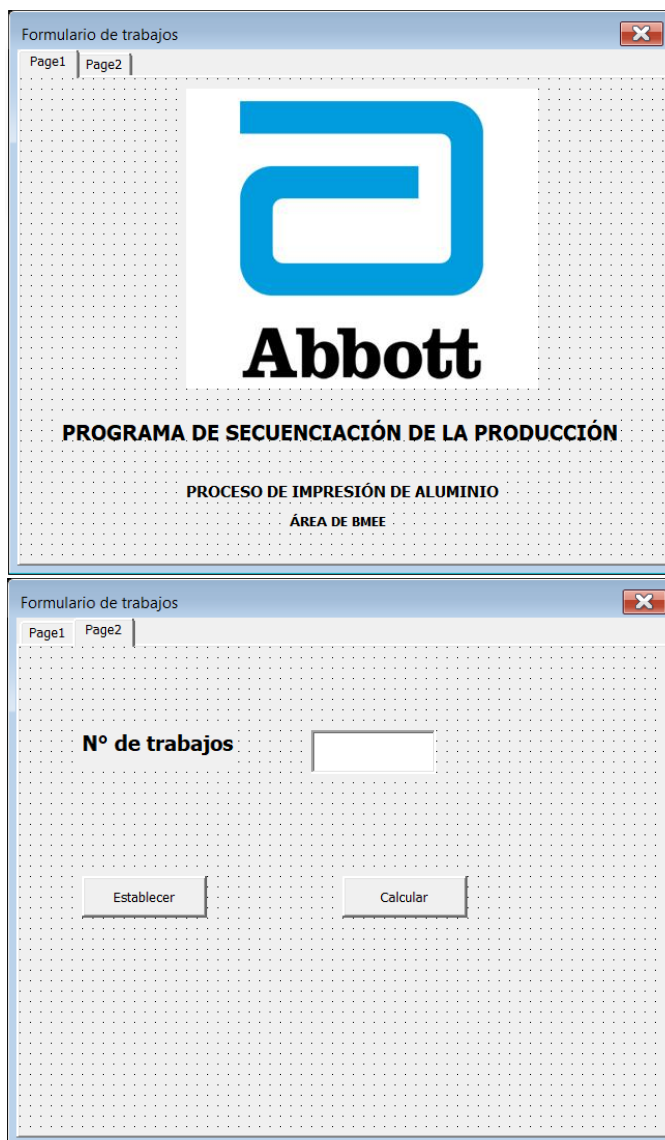 Formulario de trabajos
Page1 Page2
Abbott
PROGRAMA DE SECUENCIACIÓN DE LA PRODUCCIÓN
PROCESO DE IMPRESIÓN DE ALUMINIO
ÁREA DE BMEE
Formulario de trabajos
Page1 Page2
N° de trabajos
Establecer Calcular